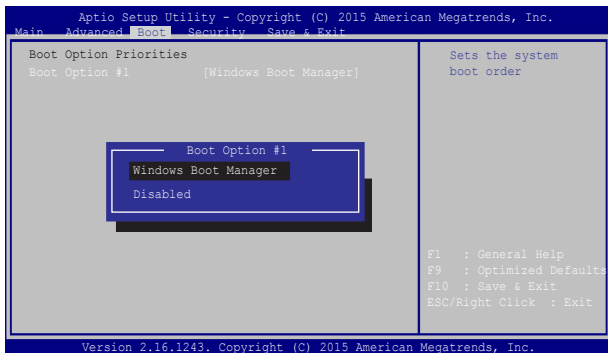 Aptio Setup Utility - Copyright (C) 2015 American Megatrends, Inc.
Main Advanced Boot Security Save & Exit
Boot Option Priorities
Boot Option #1 [Windows Boot Manager]
Sets the system
boot order
Boot Option #1
Windows Boot Manager
Disabled
F1 : General Help
F9 : Optimized Defaults
F10 : Save & Exit
ESC/Right Click : Exit
Version 2.16.1243. Copyright (C) 2015 American Megatrends, Inc.